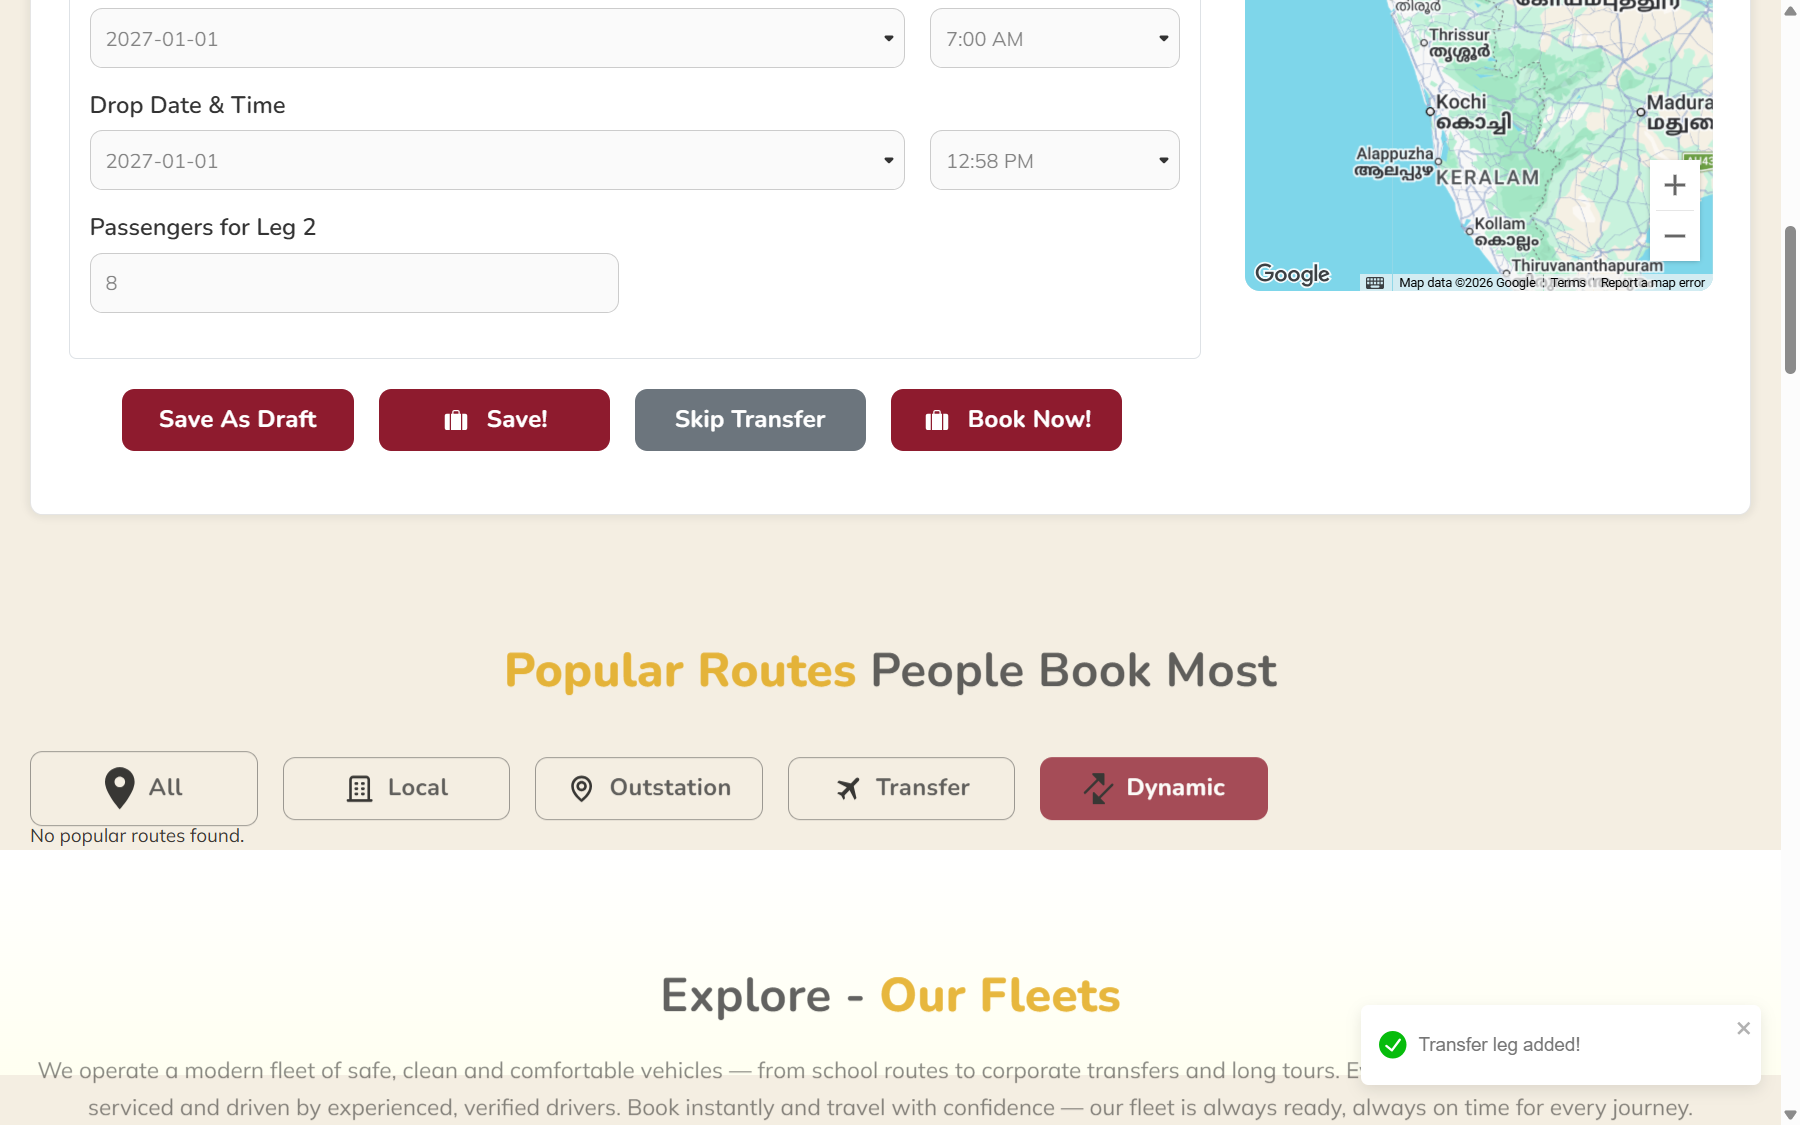 2027-01-01
7:00 AM
Drop Date & Time
2027-01-01
12:58 PM
Passengers for Leg 2
8
Save As Draft
Save!
Skip Transfer
Book Now!
തിരൂർ
Thrissur
തൃശ്ശൂർ
Kochi
കൊച്ചി
Madura
Alappuzha
ആലപ്പുഴ
KERALAM
Kollam
കൊല്ലം
Thiruvananthapuram
Google
Map data ©2026 Google
Terms
Report a map error
Popular Routes People Book Most
All
Local
Outstation
Transfer
Dynamic
No popular routes found.
Explore - Our Fleets
We operate a modern fleet of safe, clean and comfortable vehicles — from school routes to corporate transfers and long tours.
serviced and driven by experienced, verified drivers. Book instantly and travel with confidence — our fleet is always ready, always on time for every journey.
Transfer leg added!